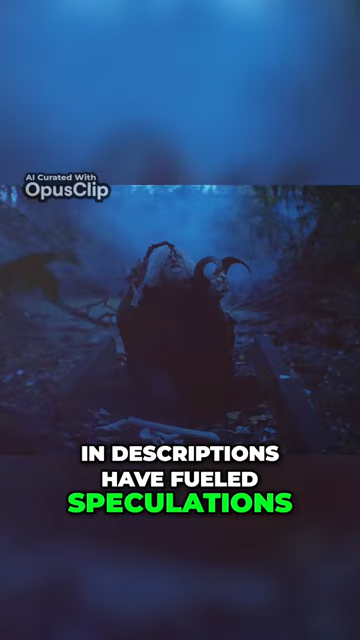 AI Curated With
OpusClip
IN DESCRIPTIONS
HAVE FUELED
SPECULATIONS